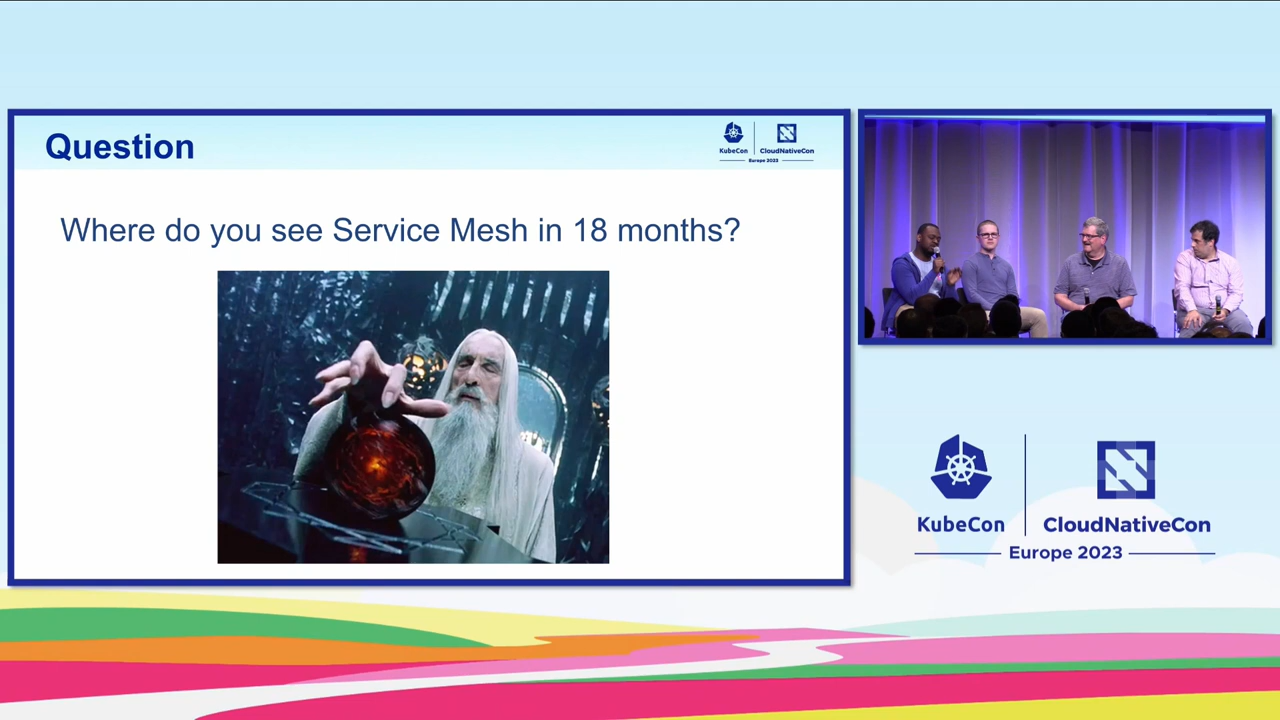 Question
KubeCon
CloudNativeCon
Europe 2023
Where do you see Service Mesh in 18 months?
KubeCon
CloudNativeCon
Europe 2023